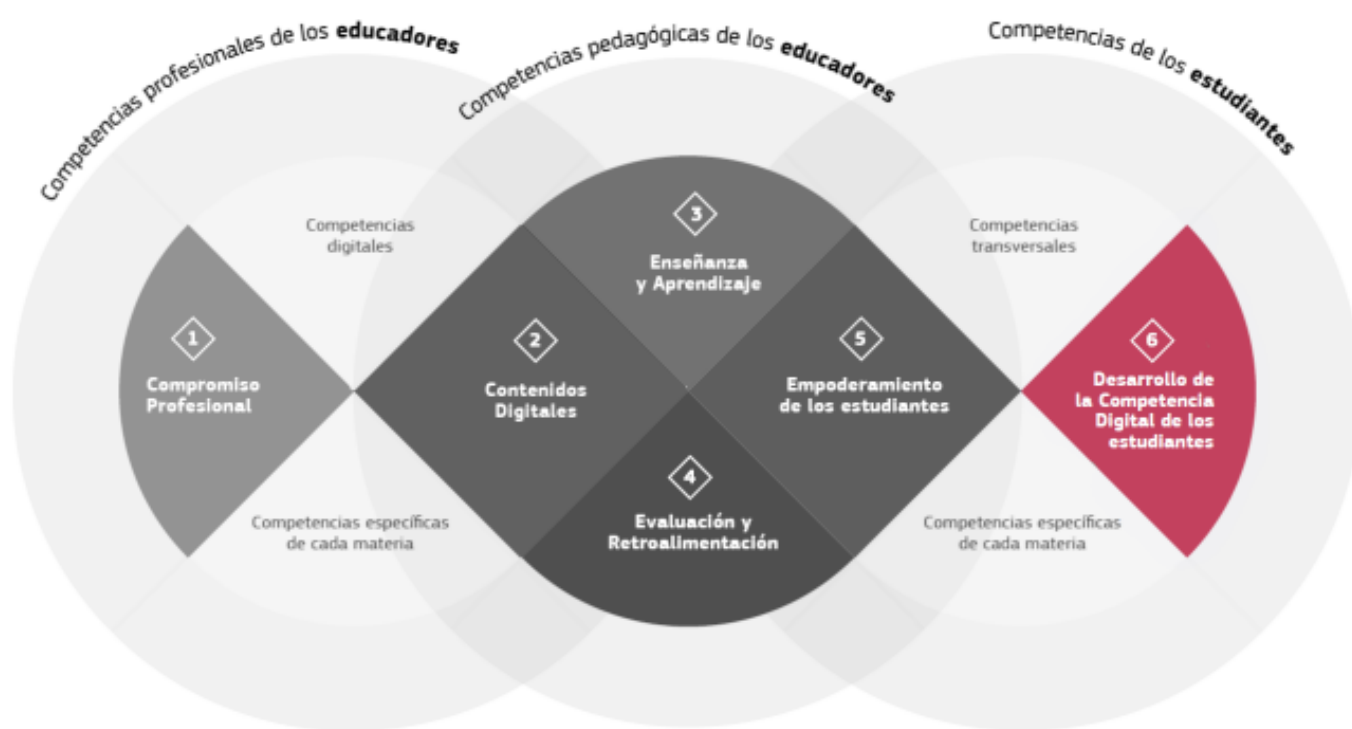 Competencias profesionales de los educadores
Competencias pedagógicas de los educadores
Competencias de los estudiantes
Competencias
digitales
Competencias
transversales
3
Enseñanza
y Aprendizaje
1
Compromiso
Profesional
2
Contenidos
Digitales
5
Empoderamiento
de los estudiantes
6
Desarrollo de
la Competencia
Digital de los
estudiantes
4
Evaluación y
Retroalimentación
Competencias específicas
de cada materia
Competencias específicas
de cada materia